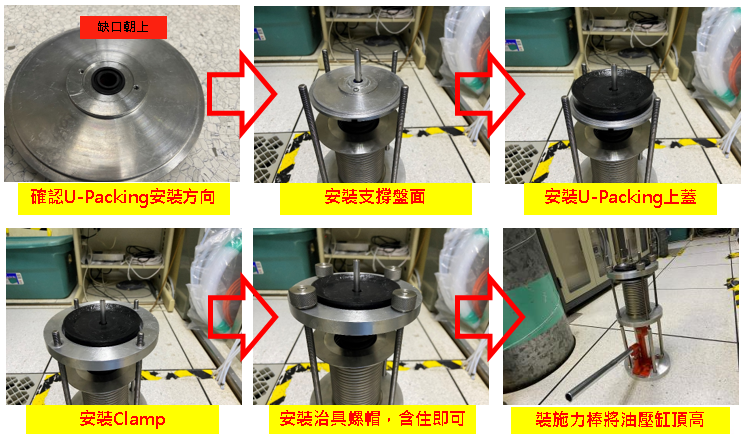 缺口朝上
確認U-Packing安裝方向
安裝支撐盤面
安裝U-Packing上蓋
安裝Clamp
安裝治具螺帽，含住即可
裝施力棒將油壓缸頂高